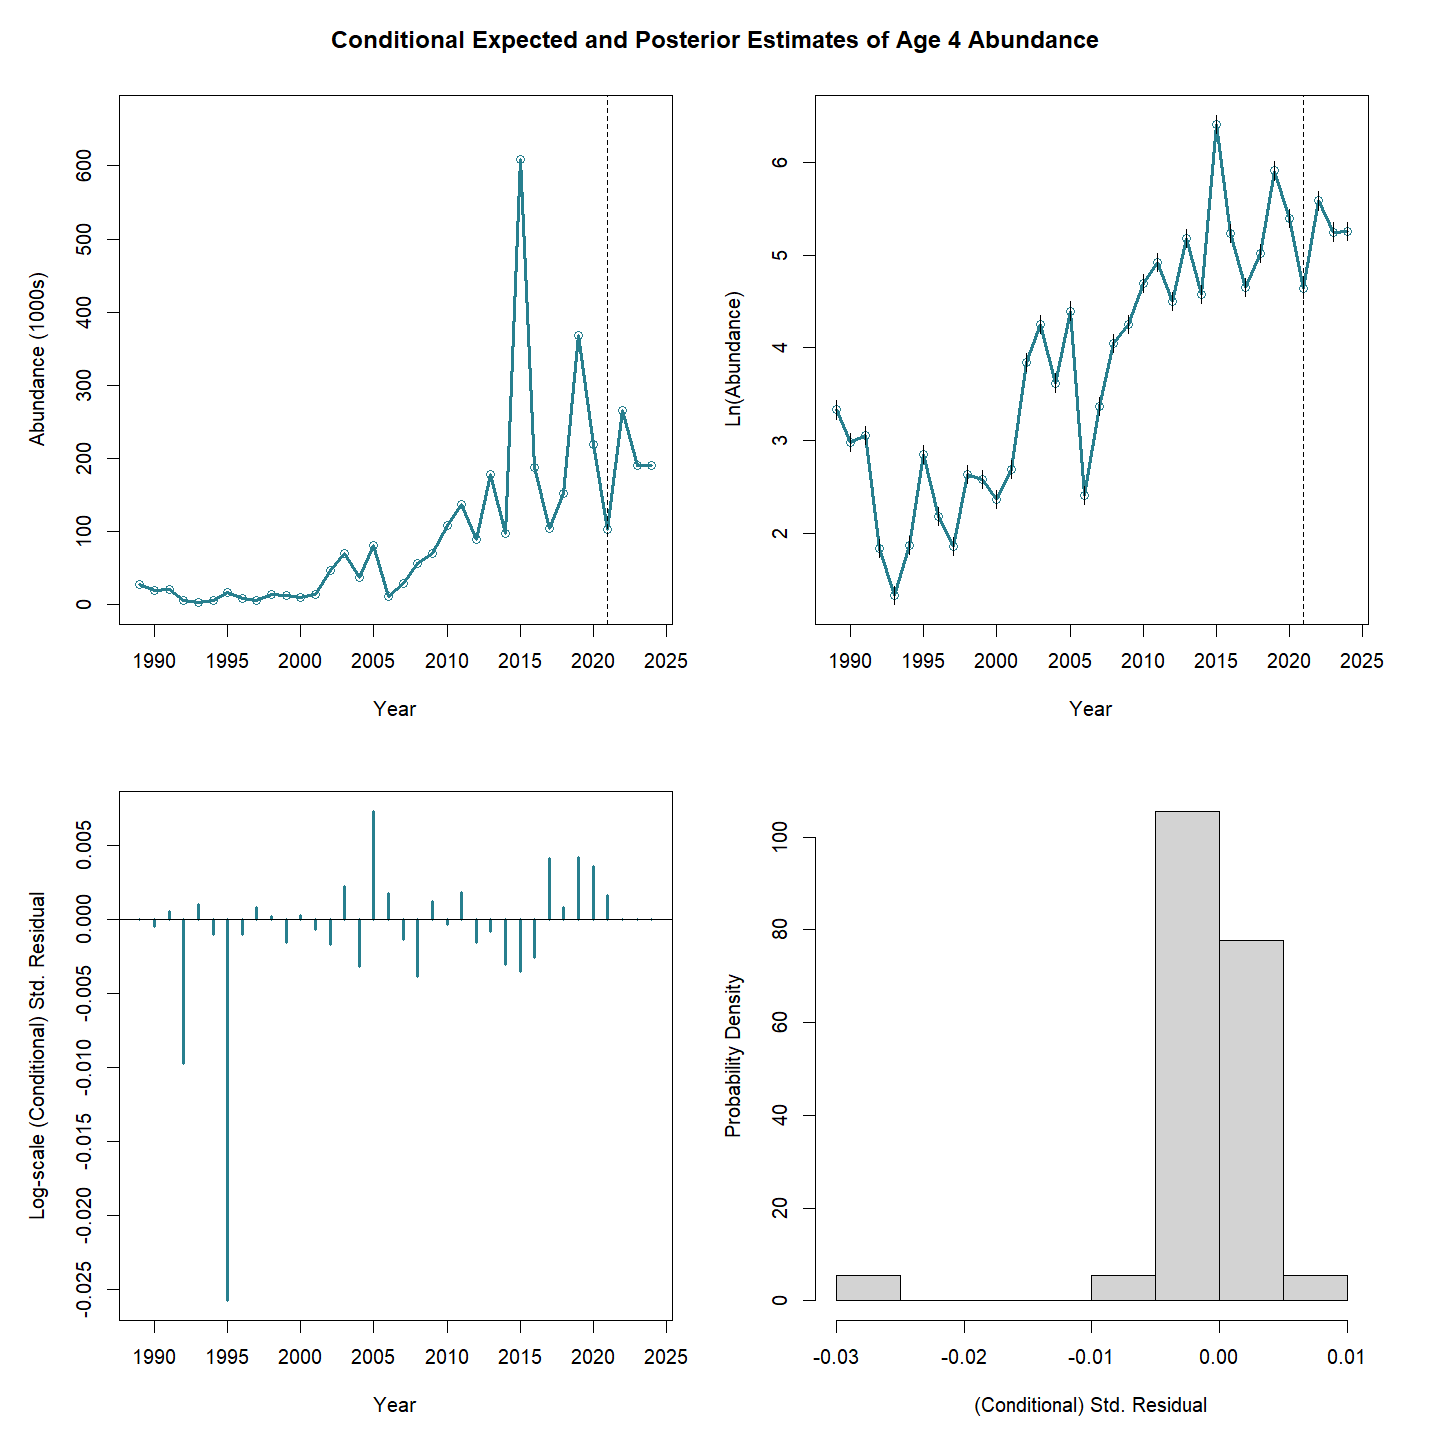 Conditional Expected and Posterior Estimates of Age 4 Abundance
Abundance (1000s)
600
500
400
300
200
100
0
1990 1995 2000 2005 2010 2015 2020 2025
Year
Ln(Abundance)
6
5
4
3
2
1990 1995 2000 2005 2010 2015 2020 2025
Year
Log-scale (Conditional) Std. Residual
0.005
0.000
-0.005
-0.010
-0.015
-0.020
-0.025
1990 1995 2000 2005 2010 2015 2020 2025
Year
Probability Density
100
80
60
40
20
0
-0.03 -0.02 -0.01 0.00 0.01
(Conditional) Std. Residual